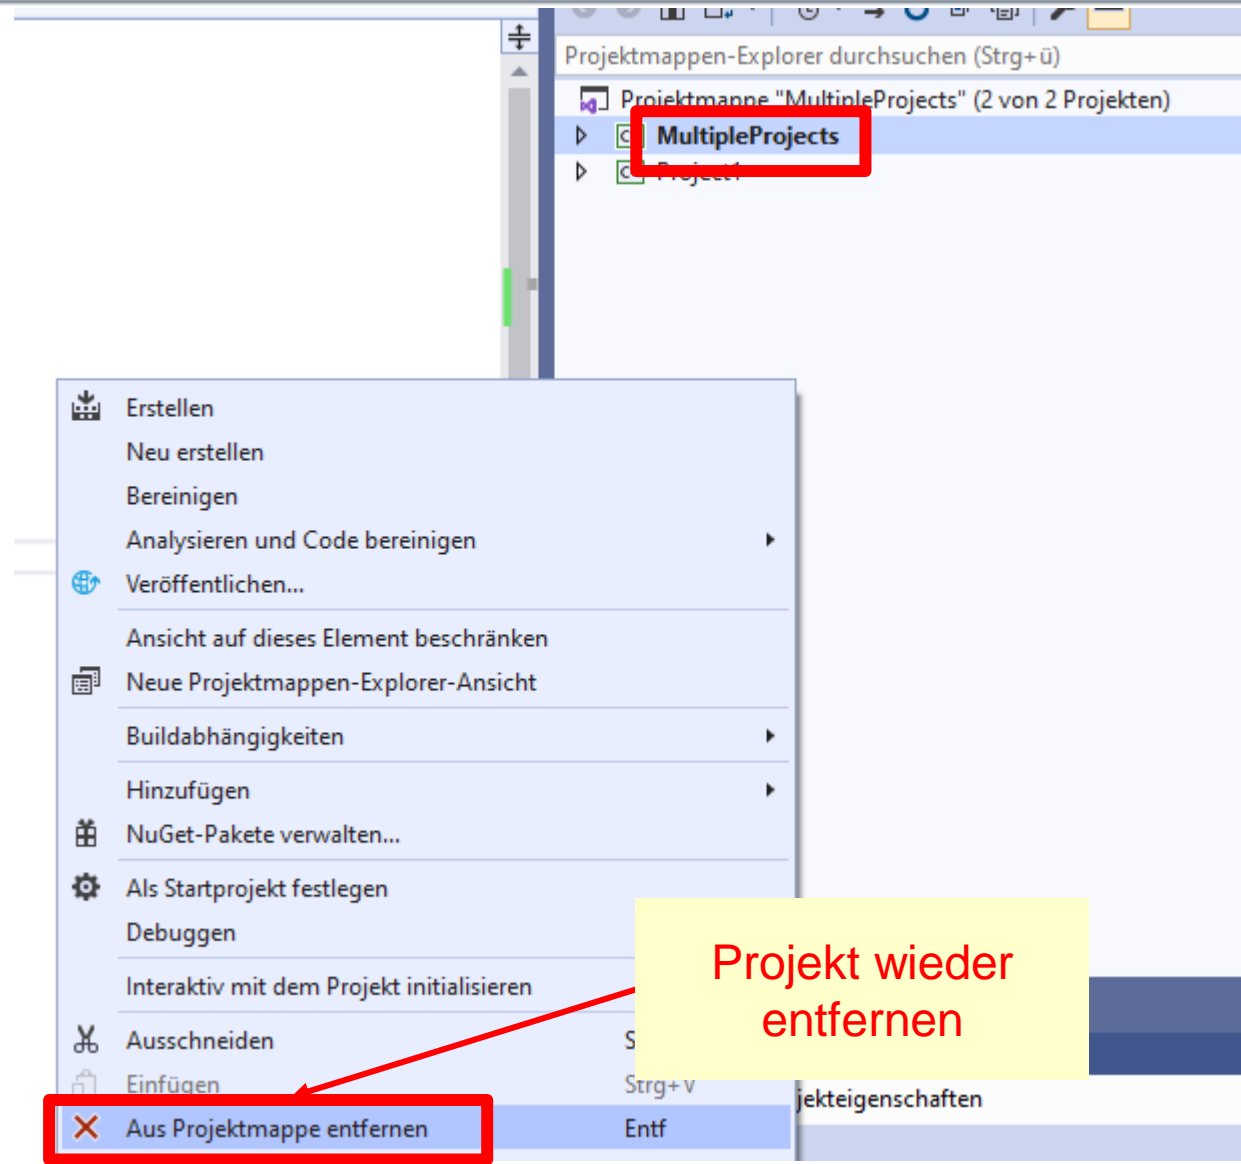 Projektmappen-Explorer durchsuchen (Strg+ü)
Projektmappe "MultipleProjects" (2 von 2 Projekten)
MultipleProjects
Project1
Erstellen
Neu erstellen
Bereinigen
Analysieren und Code bereinigen
Veröffentlichen...
Ansicht auf dieses Element beschränken
Neue Projektmappen-Explorer-Ansicht
Buildabhängigkeiten
Hinzufügen
NuGet-Pakete verwalten...
Als Startprojekt festlegen
Debuggen
Interaktiv mit dem Projekt initialisieren
Ausschneiden
Einfügen Strg+V
Aus Projektmappe entfernen Entf
Projekt wieder
entfernen
jekteigenschaften